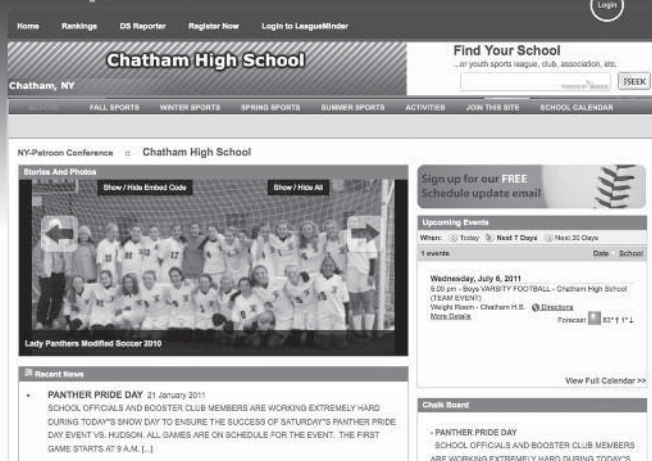 Login
Home Rankings DS Reporter Register Now Login to LeagueMinder
Chatham High School
Chatham, NY
Find Your School
...or youth sports league, club, association, etc.
SEEK
SCHOOL FALL SPORTS WINTER SPORTS SPRING SPORTS SUMMER SPORTS ACTIVITIES JOIN THIS SITE SCHOOL CALENDAR
NY-Patroon Conference :: Chatham High School
Stories And Photos
Show / Hide Embed Code Show / Hide All
Lady Panthers Modified Soccer 2010
Recent News
PANTHER PRIDE DAY 21 January 2011
SCHOOL OFFICIALS AND BOOSTER CLUB MEMBERS ARE WORKING EXTREMELY HARD
DURING TODAY"S SNOW DAY TO ENSURE THE SUCCESS OF SATURDAY"S PANTHER PRIDE
DAY EVENT VS. HUDSON. ALL GAMES ARE ON SCHEDULE FOR THE EVENT. THE FIRST
GAME STARTS AT 9 A.M. [...]
Sign up for our FREE
Schedule update email
Upcoming Events
When: Today Next 7 Days Next 30 Days
1 events Date School
Wednesday, July 6, 2011
5:00 pm - Boys VARSITY FOOTBALL - Chatham High School
(TEAM EVENT)
Weight Room - Chatham H.S. Directions
More Details Forecast 83°
View Full Calendar >>
Chalk Board
- PANTHER PRIDE DAY
SCHOOL OFFICIALS AND BOOSTER CLUB MEMBERS
ARE WORKING EXTREMELY HARD DURING TODAY"S